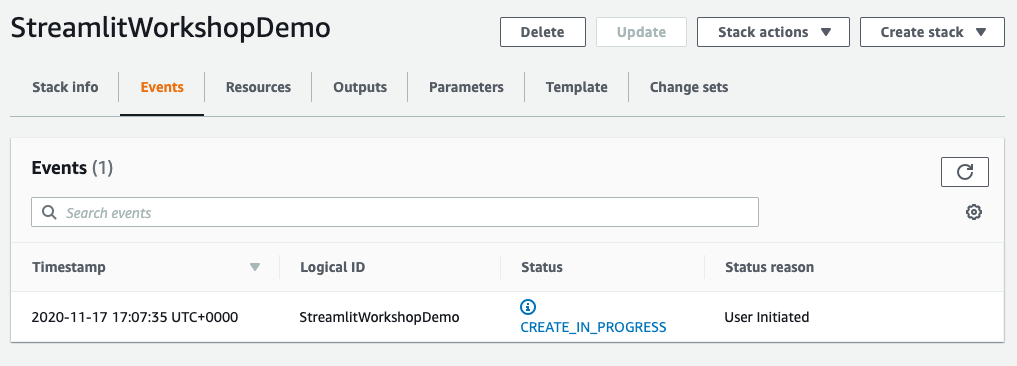 StreamlitWorkshopDemo
Delete
Update
Stack actions
Create stack
Stack info
Events
Resources
Outputs
Parameters
Template
Change sets
Events (1)
Search events
Timestamp
Logical ID
Status
Status reason
2020-11-17 17:07:35 UTC+0000
StreamlitWorkshopDemo
CREATE_IN_PROGRESS
User Initiated